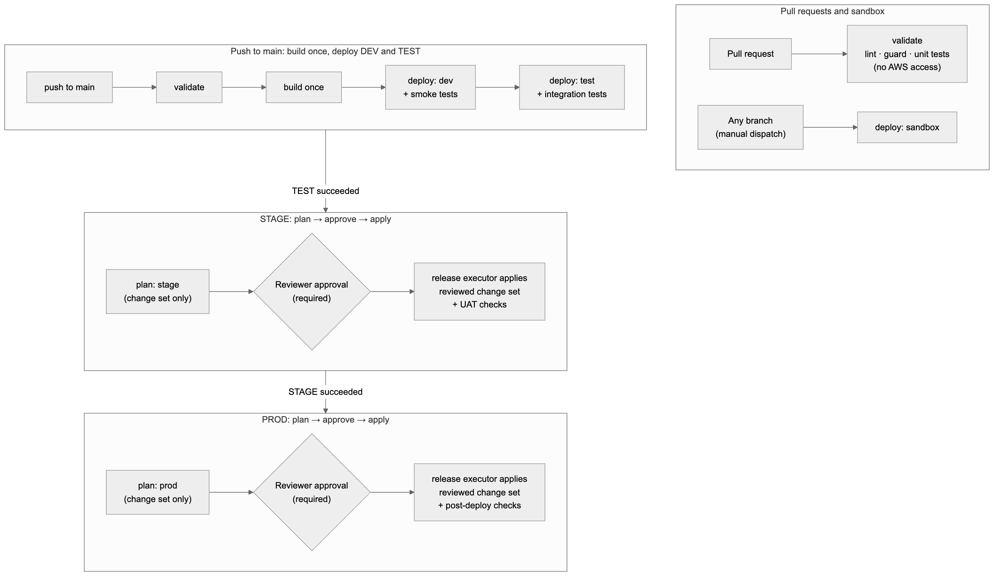 Push to main: build once, deploy DEV and TEST
push to main
validate
build once
deploy: dev
+ smoke tests
deploy: test
+ integration tests
Pull requests and sandbox
Pull request
validate
lint · guard · unit tests
(no AWS access)
Any branch
(manual dispatch)
deploy: sandbox
TEST succeeded
STAGE: plan → approve → apply
plan: stage
(change set only)
Reviewer approval
(required)
release executor applies
reviewed change set
+ UAT checks
STAGE succeeded
PROD: plan → approve → apply
plan: prod
(change set only)
Reviewer approval
(required)
release executor applies
reviewed change set
+ post-deploy checks